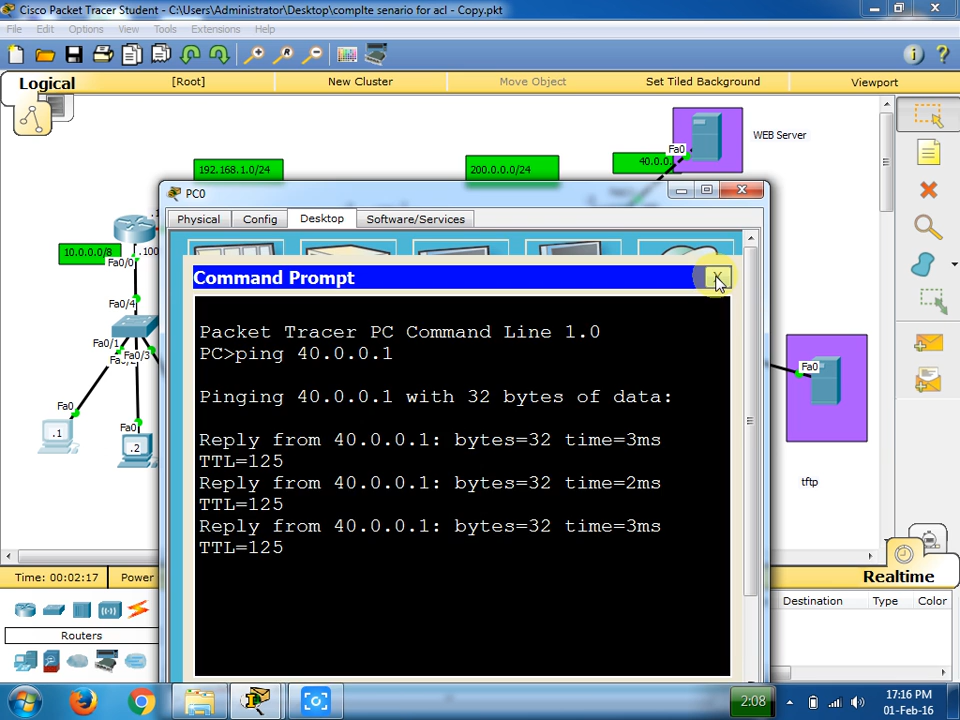 Cisco Packet Tracer Student - C:\Users\Administrator\Desktop\complte senario for acl - Copy.pkt
File Edit Options View Tools Extensions Help
Logical [Root] New Cluster Move Object Set Tiled Background Viewport
WEB Server
Fa0
192.168.1.0/24 200.0.0.0/24 40.0.0.
PC0
Physical Config Desktop Software/Services
10.0.0.0/8 .100
Fa0/0
Command Prompt X
Fa0/4
Packet Tracer PC Command Line 1.0
PC>ping 40.0.0.1
Fa0/1
Fa0/3
Fa0
Pinging 40.0.0.1 with 32 bytes of data:
Fa0
.1
Fa0
.2
Reply from 40.0.0.1: bytes=32 time=3ms
TTL=125
Reply from 40.0.0.1: bytes=32 time=2ms
TTL=125
Reply from 40.0.0.1: bytes=32 time=3ms
TTL=125
tftp
Time: 00:02:17 Power
Realtime
Destination Type Color
Routers
2:08
17:16 PM
01-Feb-16